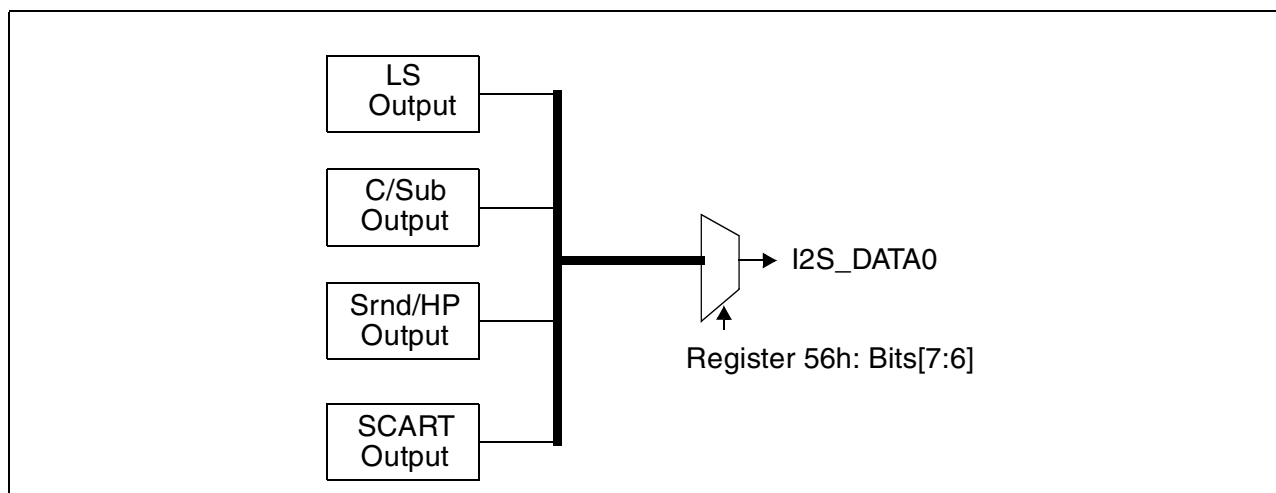 LS
Output
C/Sub
Output
Srnd/HP
Output
SCART
Output
I2S_DATA0
Register 56h: Bits[7:6]